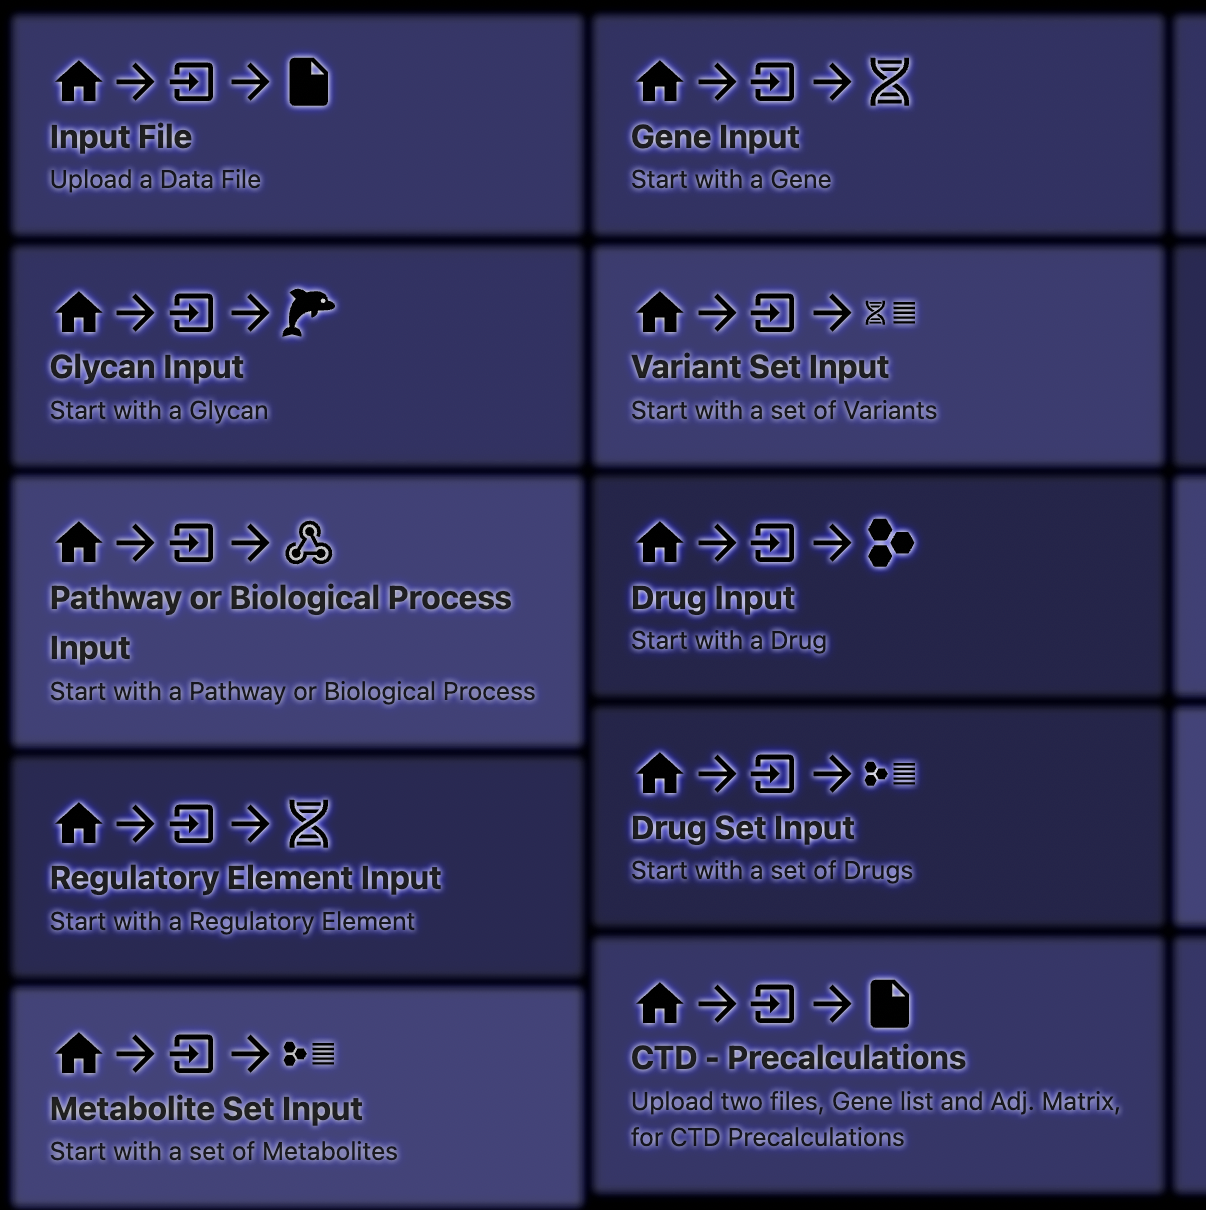 Input File
Upload a Data File
Glycan Input
Start with a Glycan
Pathway or Biological Process
Input
Start with a Pathway or Biological Process
Regulatory Element Input
Start with a Regulatory Element
Metabolite Set Input
Start with a set of Metabolites
Gene Input
Start with a Gene
Variant Set Input
Start with a set of Variants
Drug Input
Start with a Drug
Drug Set Input
Start with a set of Drugs
CTD - Precalculations
Upload two files, Gene list and Adj. Matrix,
for CTD Precalculations